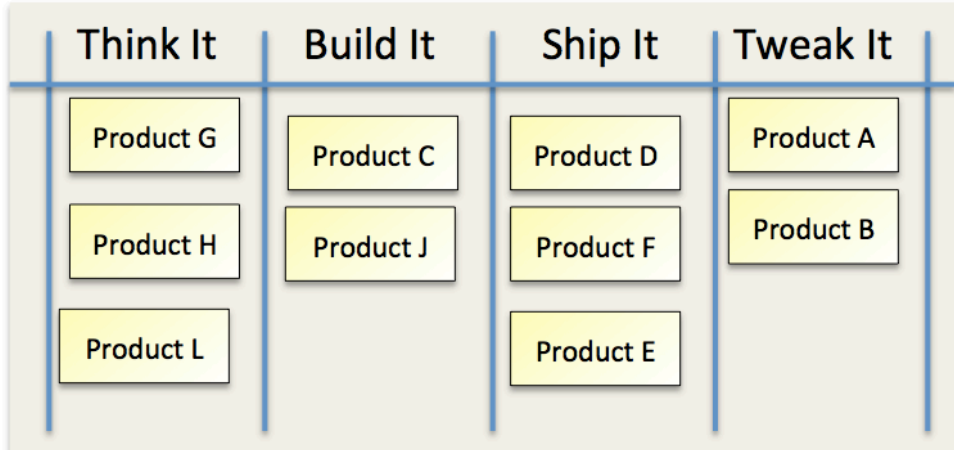 Think It
Build It
Ship It
Tweak It
Product G
Product H
Product L
Product C
Product J
Product D
Product F
Product E
Product A
Product B